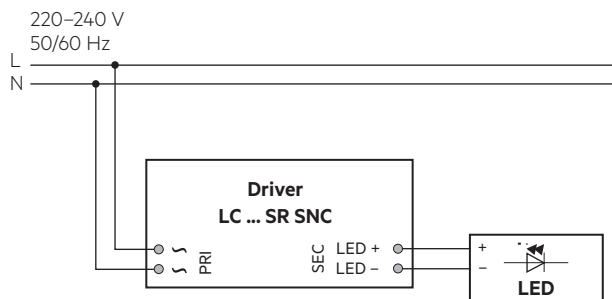 220–240 V
50/60 Hz
L
N
Driver
LC ... SR SNC
~
~
PRI
SEC
LED +
LED –
+
–
LED